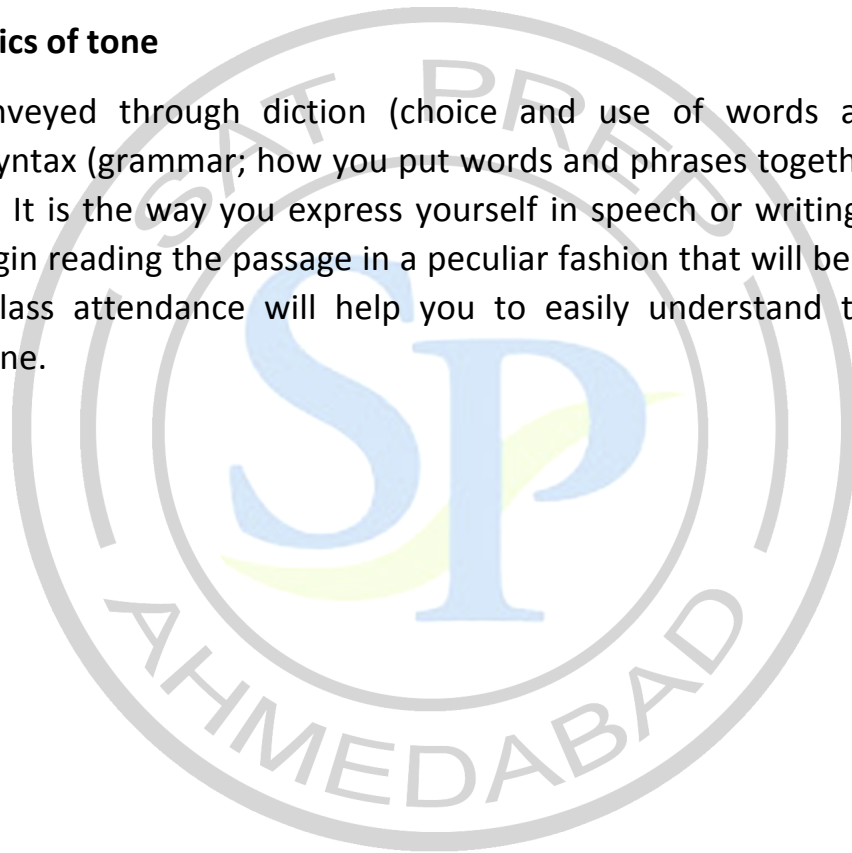 ics of tone
nveyed through diction (choice and use of words a
yntax (grammar; how you put words and phrases togeth
It is the way you express yourself in speech or writing
gin reading the passage in a peculiar fashion that will be
lass attendance will help you to easily understand t
ne.
SAT PREP
SP
AHMEDABAD